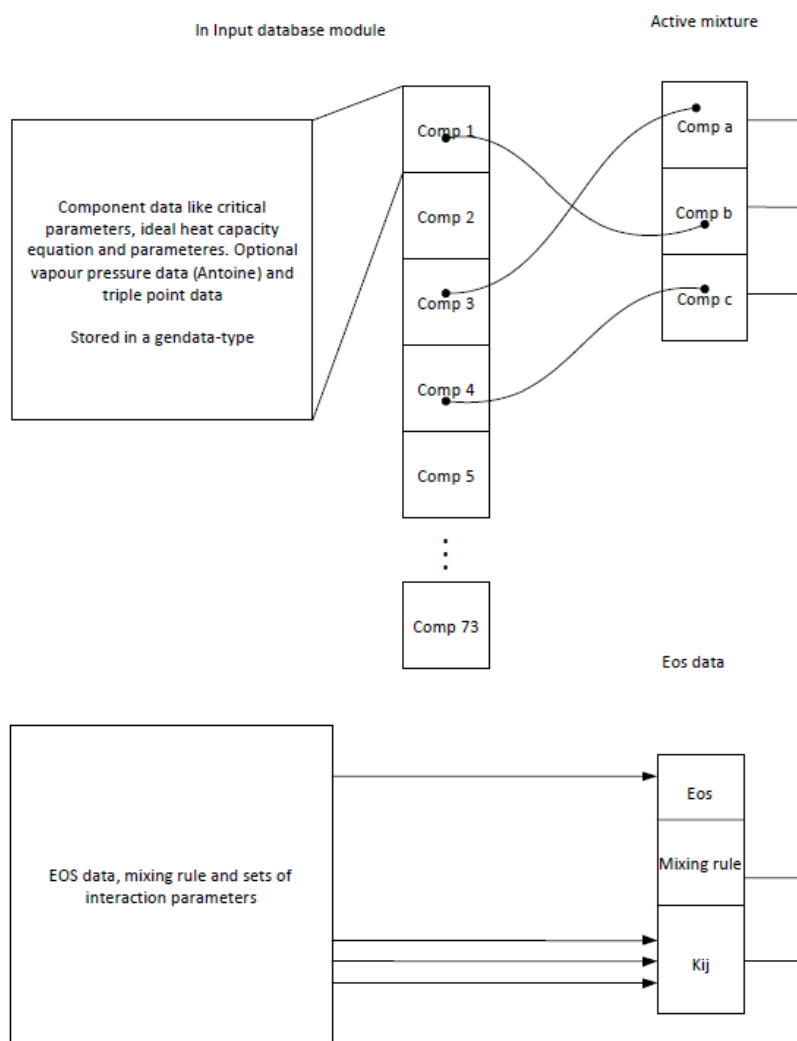 In Input database module
Active mixture
Component data like critical
parameters, ideal heat capacity
equation and parameteres. Optional
vapour pressure data (Antoine) and
triple point data
Stored in a gendata-type
Comp 1
Comp 2
Comp 3
Comp 4
Comp 5
Comp 73
Comp a
Comp b
Comp c
Eos data
EOS data, mixing rule and sets of
interaction parameters
Eos
Mixing rule
Kij